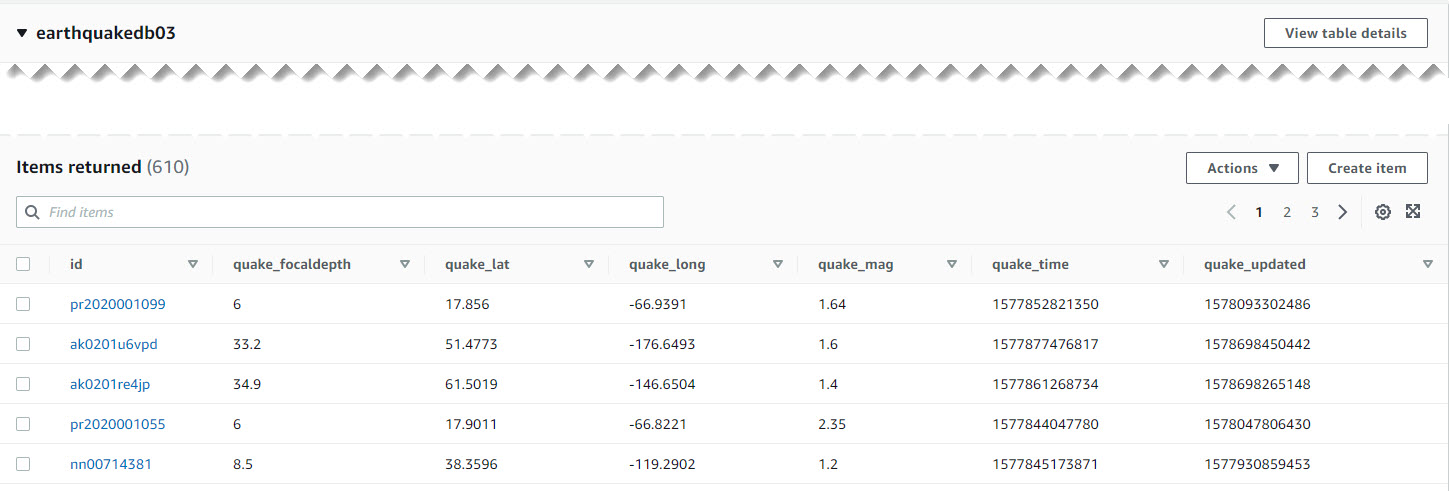 earthquakedb03 View table details
Items returned (610) Actions Create item
Find items 1 2 3
id quake_focaldepth quake_lat quake_long quake_mag quake_time quake_updated
pr2020001099 6 17.856 -66.9391 1.64 1577852821350 1578093302486
ak0201u6vpd 33.2 51.4773 -176.6493 1.6 1577877476817 1578698450442
ak0201re4jp 34.9 61.5019 -146.6504 1.4 1577861268734 1578698265148
pr2020001055 6 17.9011 -66.8221 2.35 1577844047780 1578047806430
nn00714381 8.5 38.3596 -119.2902 1.2 1577845173871 1577930859453